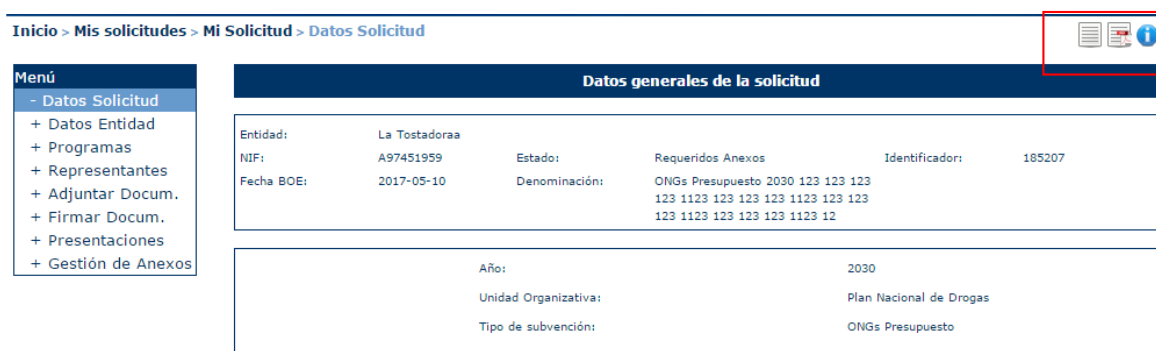 Inicio > Mis solicitudes > Mi Solicitud > Datos Solicitud
Menú
- Datos Solicitud
+ Datos Entidad
+ Programas
+ Representantes
+ Adjuntar Docum.
+ Firmar Docum.
+ Presentaciones
+ Gestión de Anexos
Datos generales de la solicitud
Entidad: La Tostadoraa
NIF: A97451959 Estado: Requeridos Anexos Identificador: 185207
Fecha BOE: 2017-05-10 Denominación: ONGs Presupuesto 2030 123 123 123
123 1123 123 123 123 1123 123 123
123 1123 123 123 123 1123 12
Año: 2030
Unidad Organizativa: Plan Nacional de Drogas
Tipo de subvención: ONGs Presupuesto